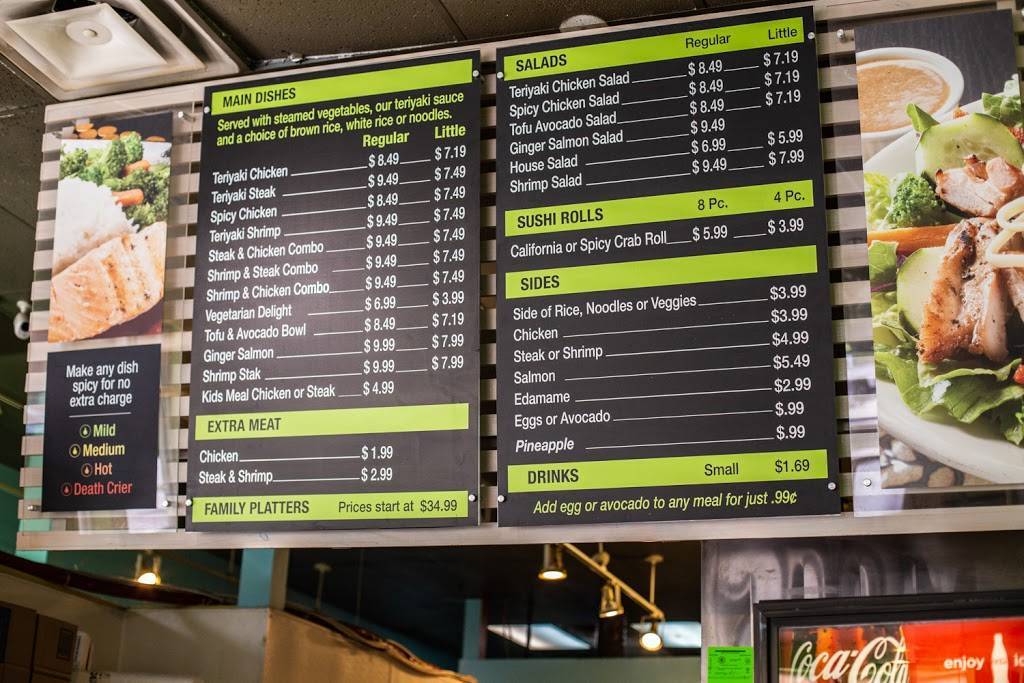 MAIN DISHES
Served with steamed vegetables, our teriyaki sauce
and a choice of brown rice, white rice or noodles.
Regular Little
Teriyaki Chicken $8.49 $7.19
Teriyaki Steak $9.49 $7.49
Spicy Chicken $8.49 $7.49
Teriyaki Shrimp $9.49 $7.49
Steak & Chicken Combo $9.49 $7.49
Shrimp & Steak Combo $9.49 $7.49
Shrimp & Chicken Combo $9.49 $7.49
Vegetarian Delight $6.99 $3.99
Tofu & Avocado Bowl $8.49 $7.19
Ginger Salmon $9.99 $7.99
Shrimp Stak $9.99 $7.99
Kids Meal Chicken or Steak $4.99
EXTRA MEAT
Chicken $1.99
Steak & Shrimp $2.99
FAMILY PLATTERS Prices start at $34.99
Make any dish
spicy for no
extra charge
Mild
Medium
Hot
Death Crier
SALADS Regular Little
Teriyaki Chicken Salad $8.49 $7.19
Spicy Chicken Salad $8.49 $7.19
Tofu Avocado Salad $8.49 $7.19
Ginger Salmon Salad $9.49
House Salad $6.99 $5.99
Shrimp Salad $9.49 $7.99
SUSHI ROLLS 8 Pc. 4 Pc.
California or Spicy Crab Roll $5.99 $3.99
SIDES
Side of Rice, Noodles or Veggies $3.99
Chicken $3.99
Steak or Shrimp $4.99
Salmon $5.49
Edamame $2.99
Eggs or Avocado $.99
Pineapple $.99
DRINKS Small $1.69
Add egg or avocado to any meal for just .99¢
Coca-Cola
enjoy